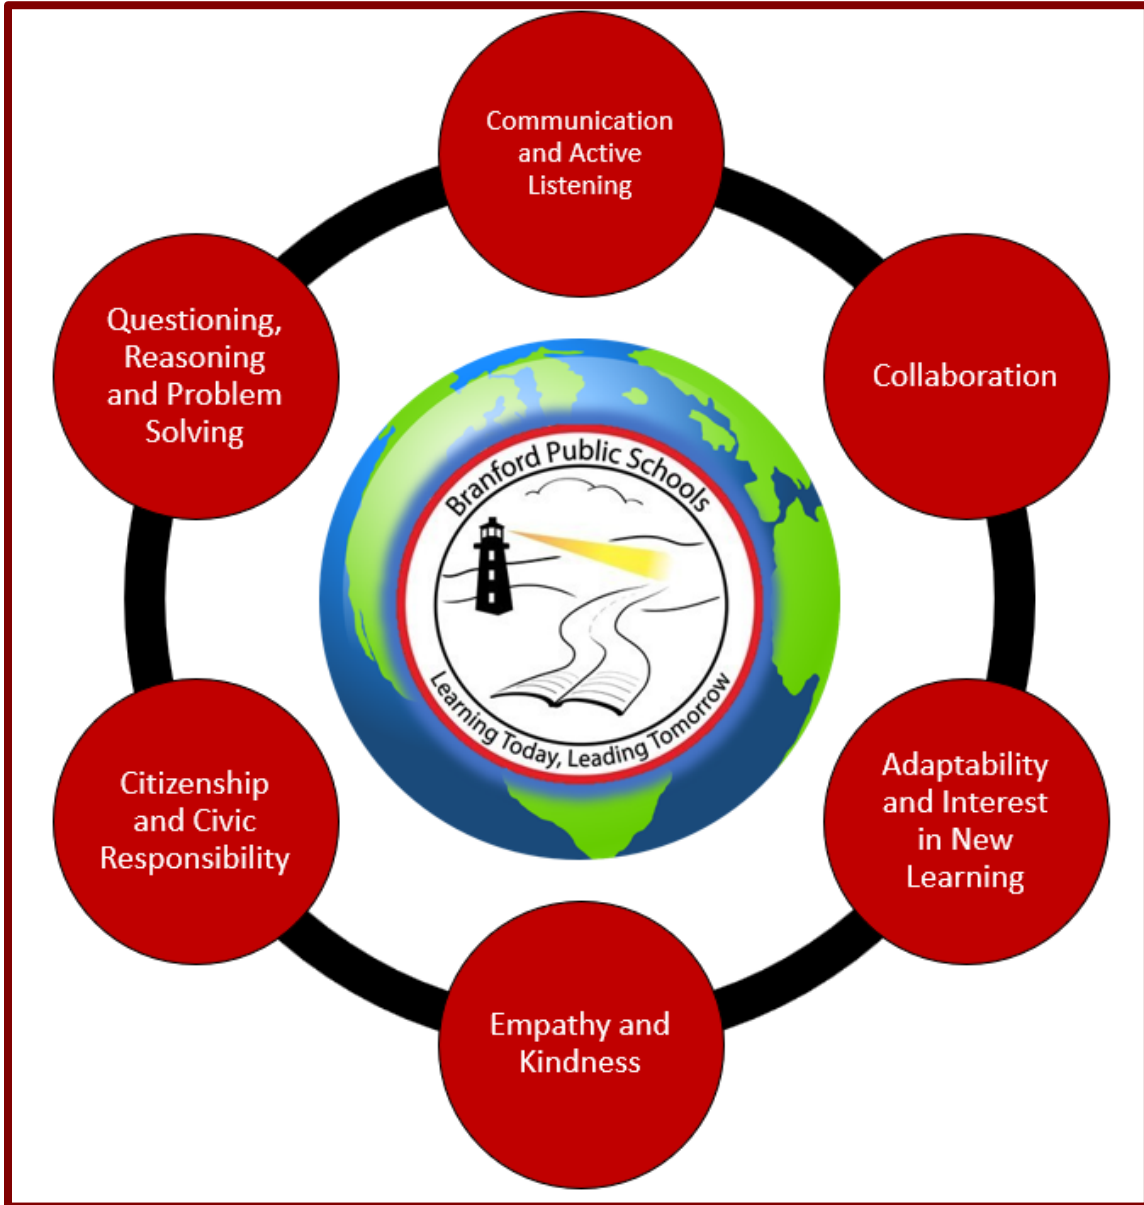 Communication
and Active
Listening
Collaboration
Adaptability
and Interest
in New
Learning
Empathy and
Kindness
Citizenship
and Civic
Responsibility
Questioning,
Reasoning
and Problem
Solving
Branford Public Schools
Learning Today, Leading Tomorrow